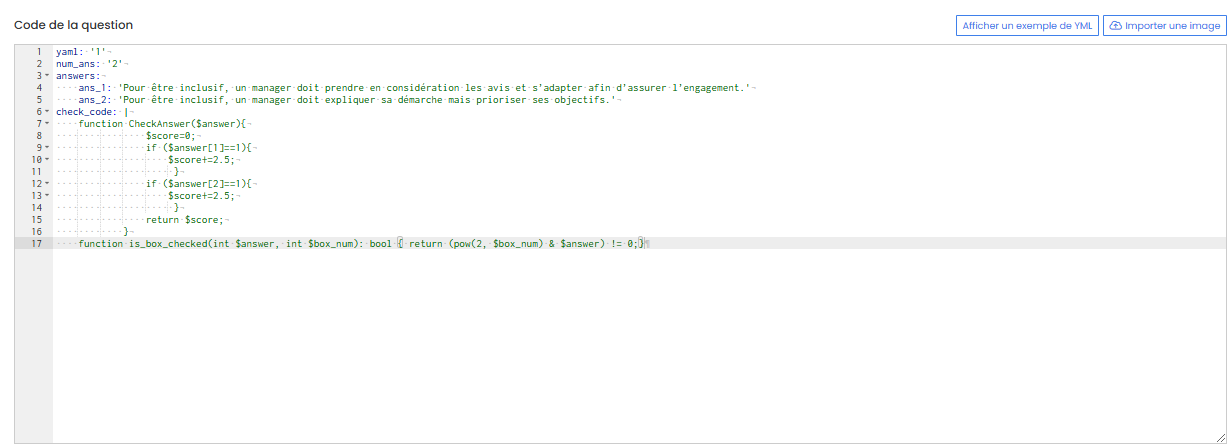 Code de la question
Afficher un exemple de YML
Importer une image
1 yaml: '1'
2 num_ans: '2'
3 answers:
4 ans_1: 'Pour être inclusif, un manager doit prendre en considération les avis et s’adapter afin d’assurer l’engagement.'
5 ans_2: 'Pour être inclusif, un manager doit expliquer sa démarche mais prioriser ses objectifs.'
6 check_code: |
7 function CheckAnswer($answer){
8 $score=0;
9 if ($answer[1]==1){
10 $score+=2.5;
11 }
12 if ($answer[2]==1){
13 $score+=2.5;
14 }
15 return $score;
16 }
17 function is_box_checked(int $answer, int $box_num): bool { return (pow(2, $box_num) & $answer) != 0;}